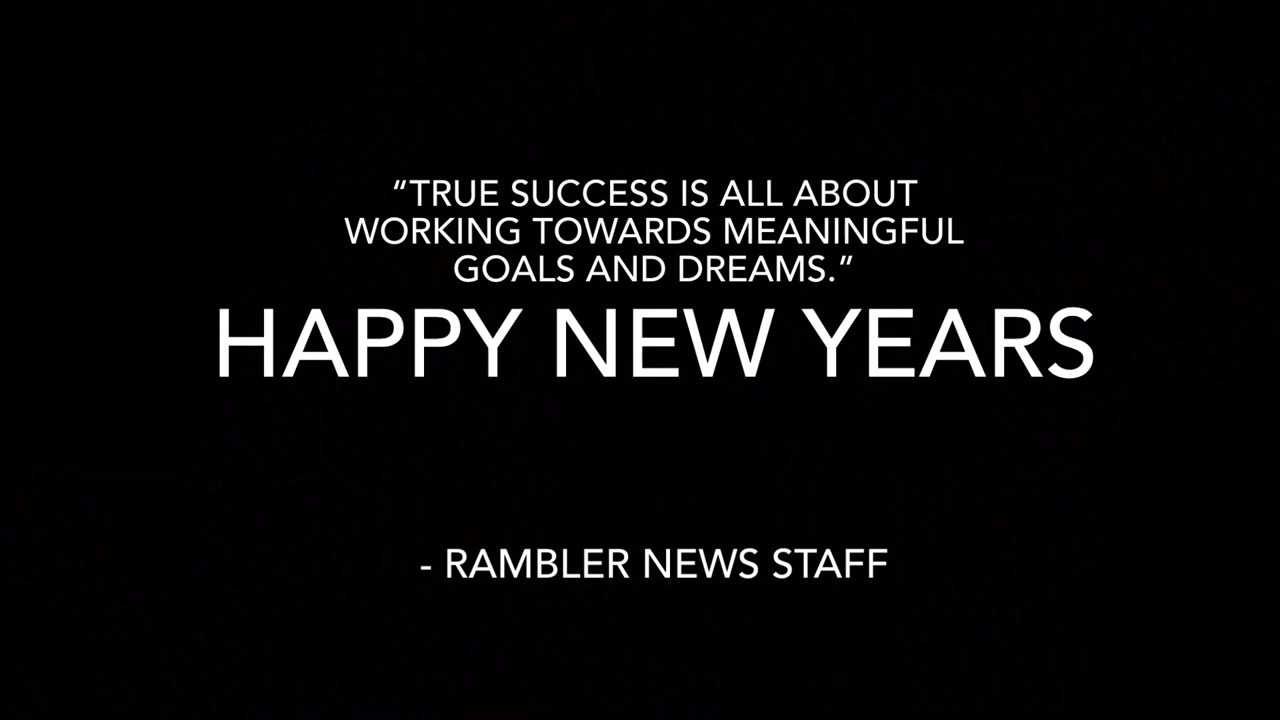 “TRUE SUCCESS IS ALL ABOUT
WORKING TOWARDS MEANINGFUL
GOALS AND DREAMS.”
HAPPY NEW YEARS
- RAMBLER NEWS STAFF